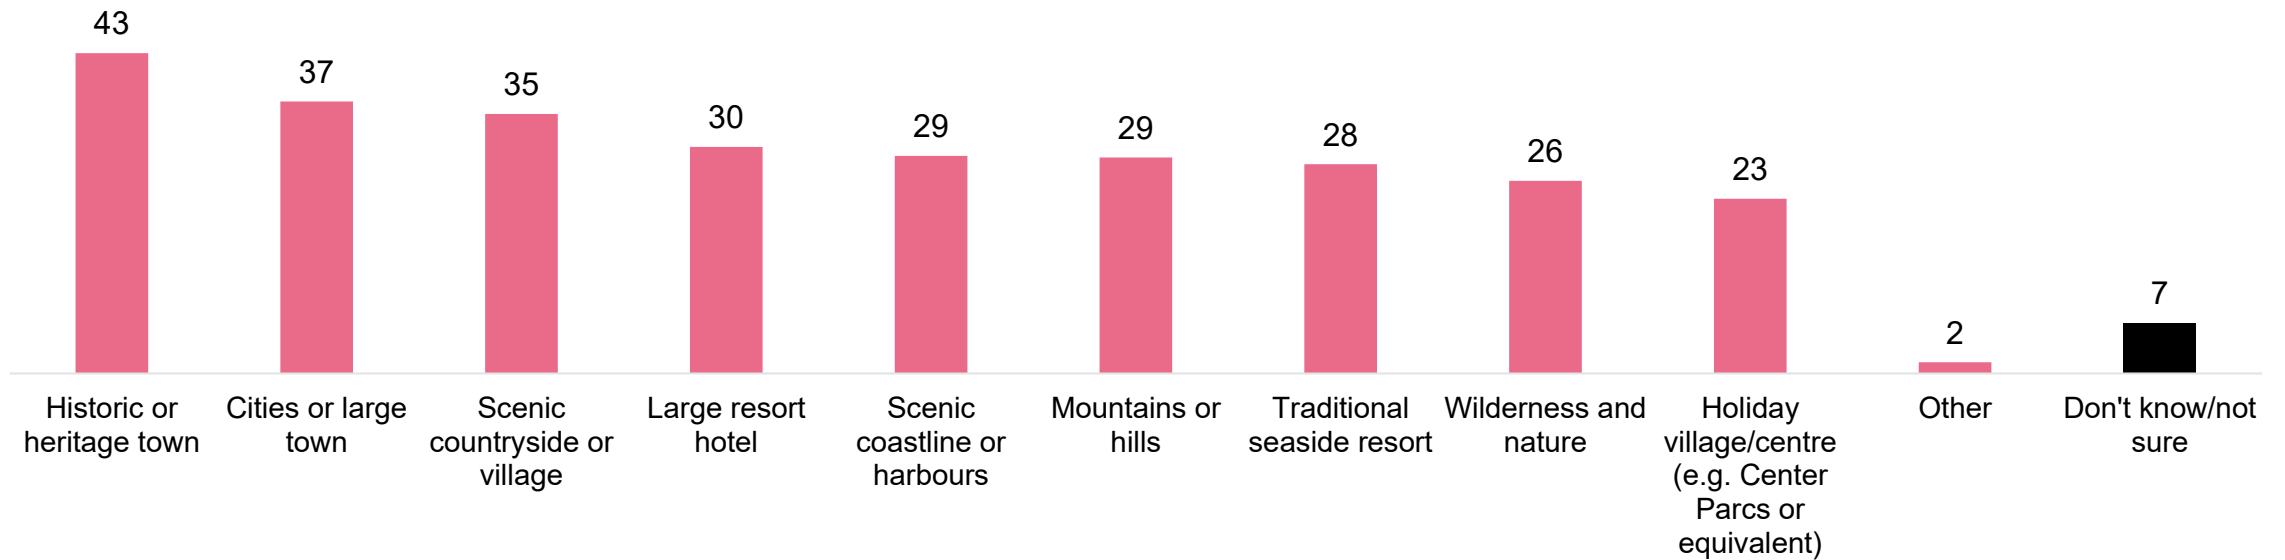 43
37
35
30
29
29
28
26
23
2
7
Historic or
heritage town
Cities or large
town
Scenic
countryside or
village
Large resort
hotel
Scenic
coastline or
harbours
Mountains or
hills
Traditional
seaside resort
Wilderness and
nature
Holiday
village/centre
(e.g. Center
Parcs or
equivalent)
Other
Don't know/not
sure